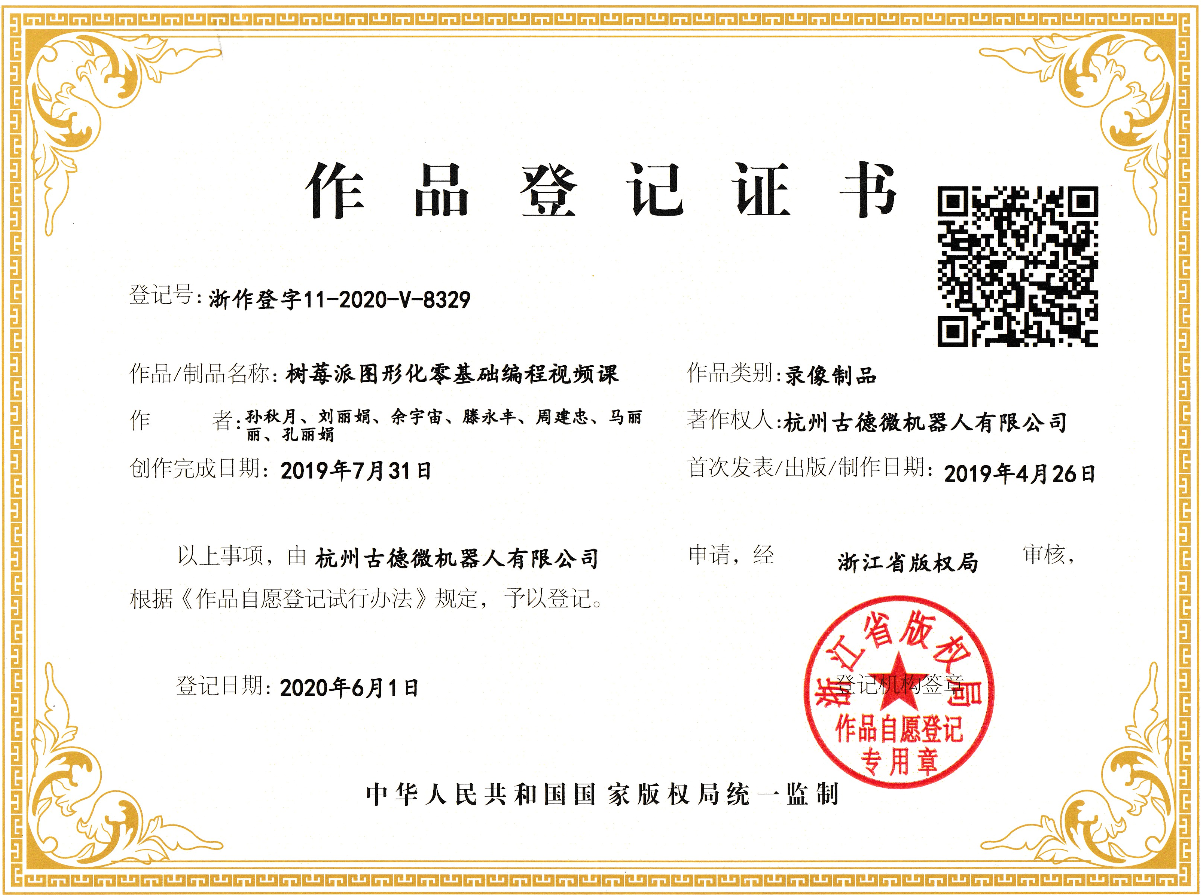 作品登记证书
登记号: 浙作登字11-2020-V-8329
作品/制品名称: 树莓派图形化零基础编程视频课
作品类别: 录像制品
作 者: 孙秋月、刘丽娟、余宇宙、滕永丰、周建忠、马丽
丽、孔丽娟
著作权人: 杭州古德微机器人有限公司
创作完成日期: 2019年7月31日
首次发表/出版/制作日期: 2019年4月26日
以上事项，由 杭州古德微机器人有限公司 申请，经 浙江省版权局 审核，
根据《作品自愿登记试行办法》规定，予以登记。
登记日期: 2020年6月1日
登记机构签章
浙江省版权局
作品自愿登记
专用章
中华人民共和国国家版权局统一监制